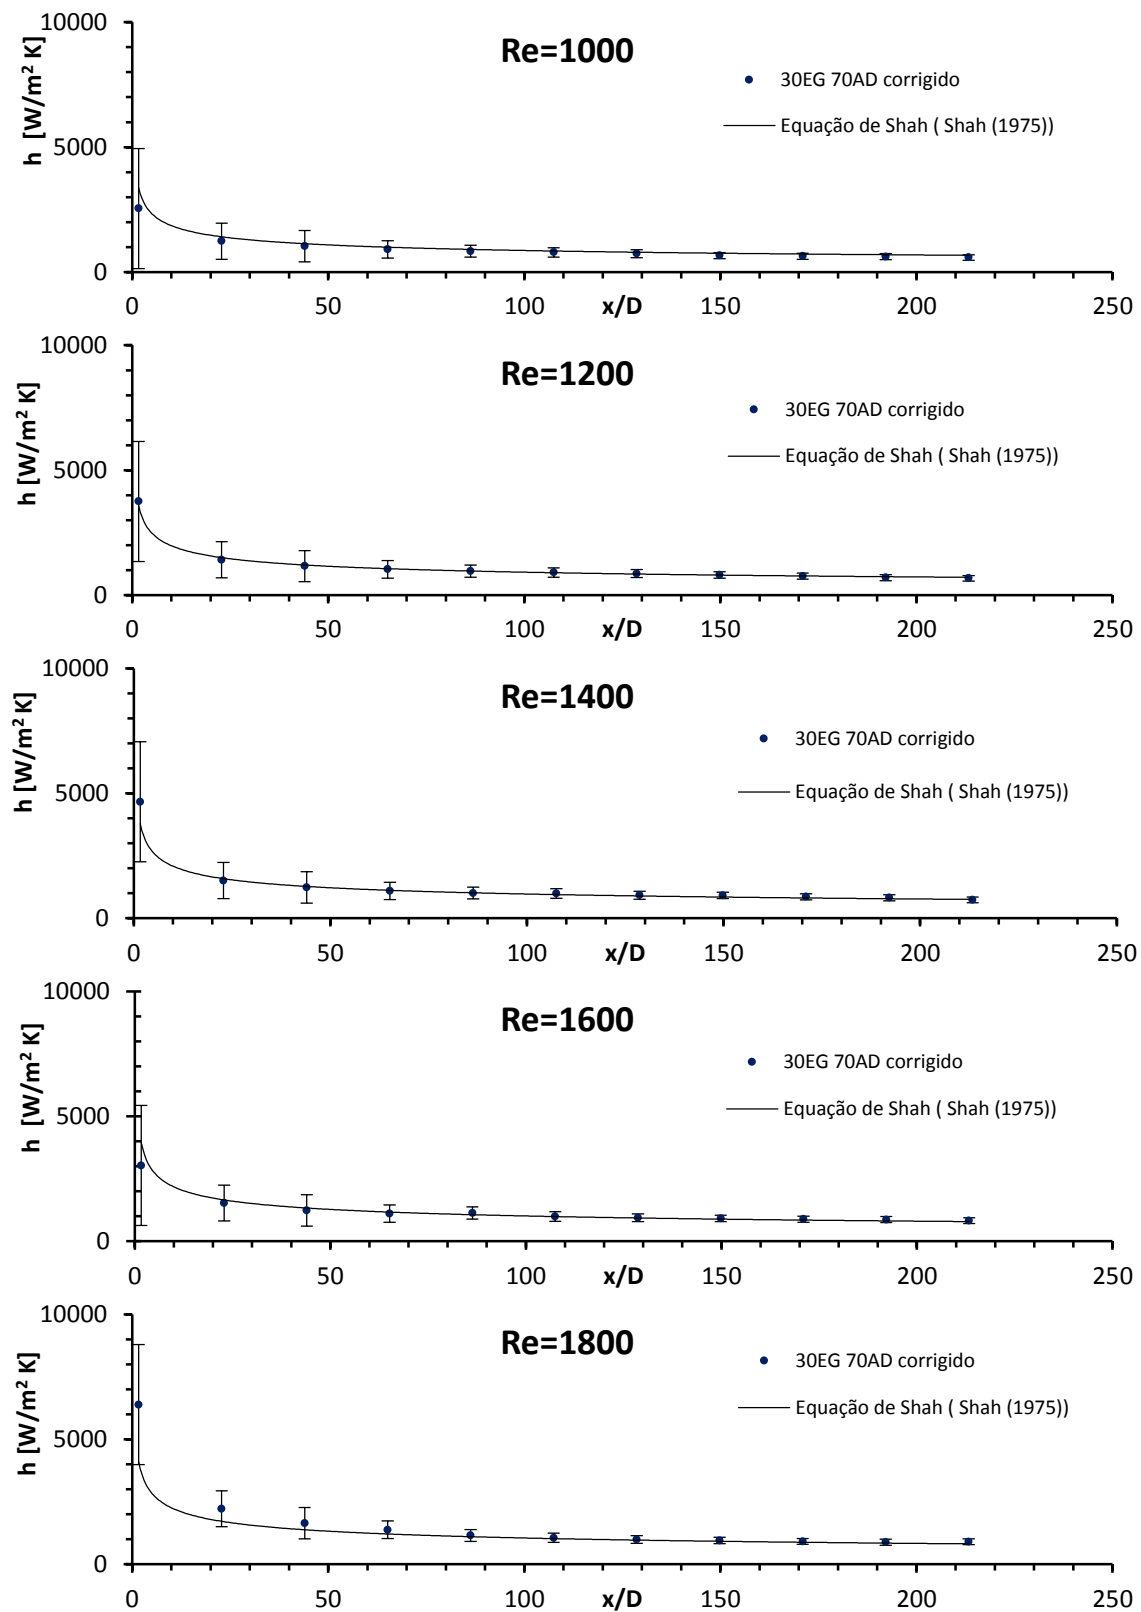 10000
Re=1000
30EG 70AD corrigido
h [W/m² K]
Equação de Shah ( Shah (1975))
5000
0
0 50 100 x/D 150 200 250
10000
Re=1200
30EG 70AD corrigido
h [W/m² K]
Equação de Shah ( Shah (1975))
5000
0
0 50 100 x/D 150 200 250
10000
Re=1400
30EG 70AD corrigido
h [W/m² K]
Equação de Shah ( Shah (1975))
5000
0
0 50 100 x/D 150 200 250
10000
Re=1600
30EG 70AD corrigido
h [W/m² K]
Equação de Shah ( Shah (1975))
5000
0
0 50 100 x/D 150 200 250
10000
Re=1800
30EG 70AD corrigido
h [W/m² K]
Equação de Shah ( Shah (1975))
5000
0
0 50 100 x/D 150 200 250